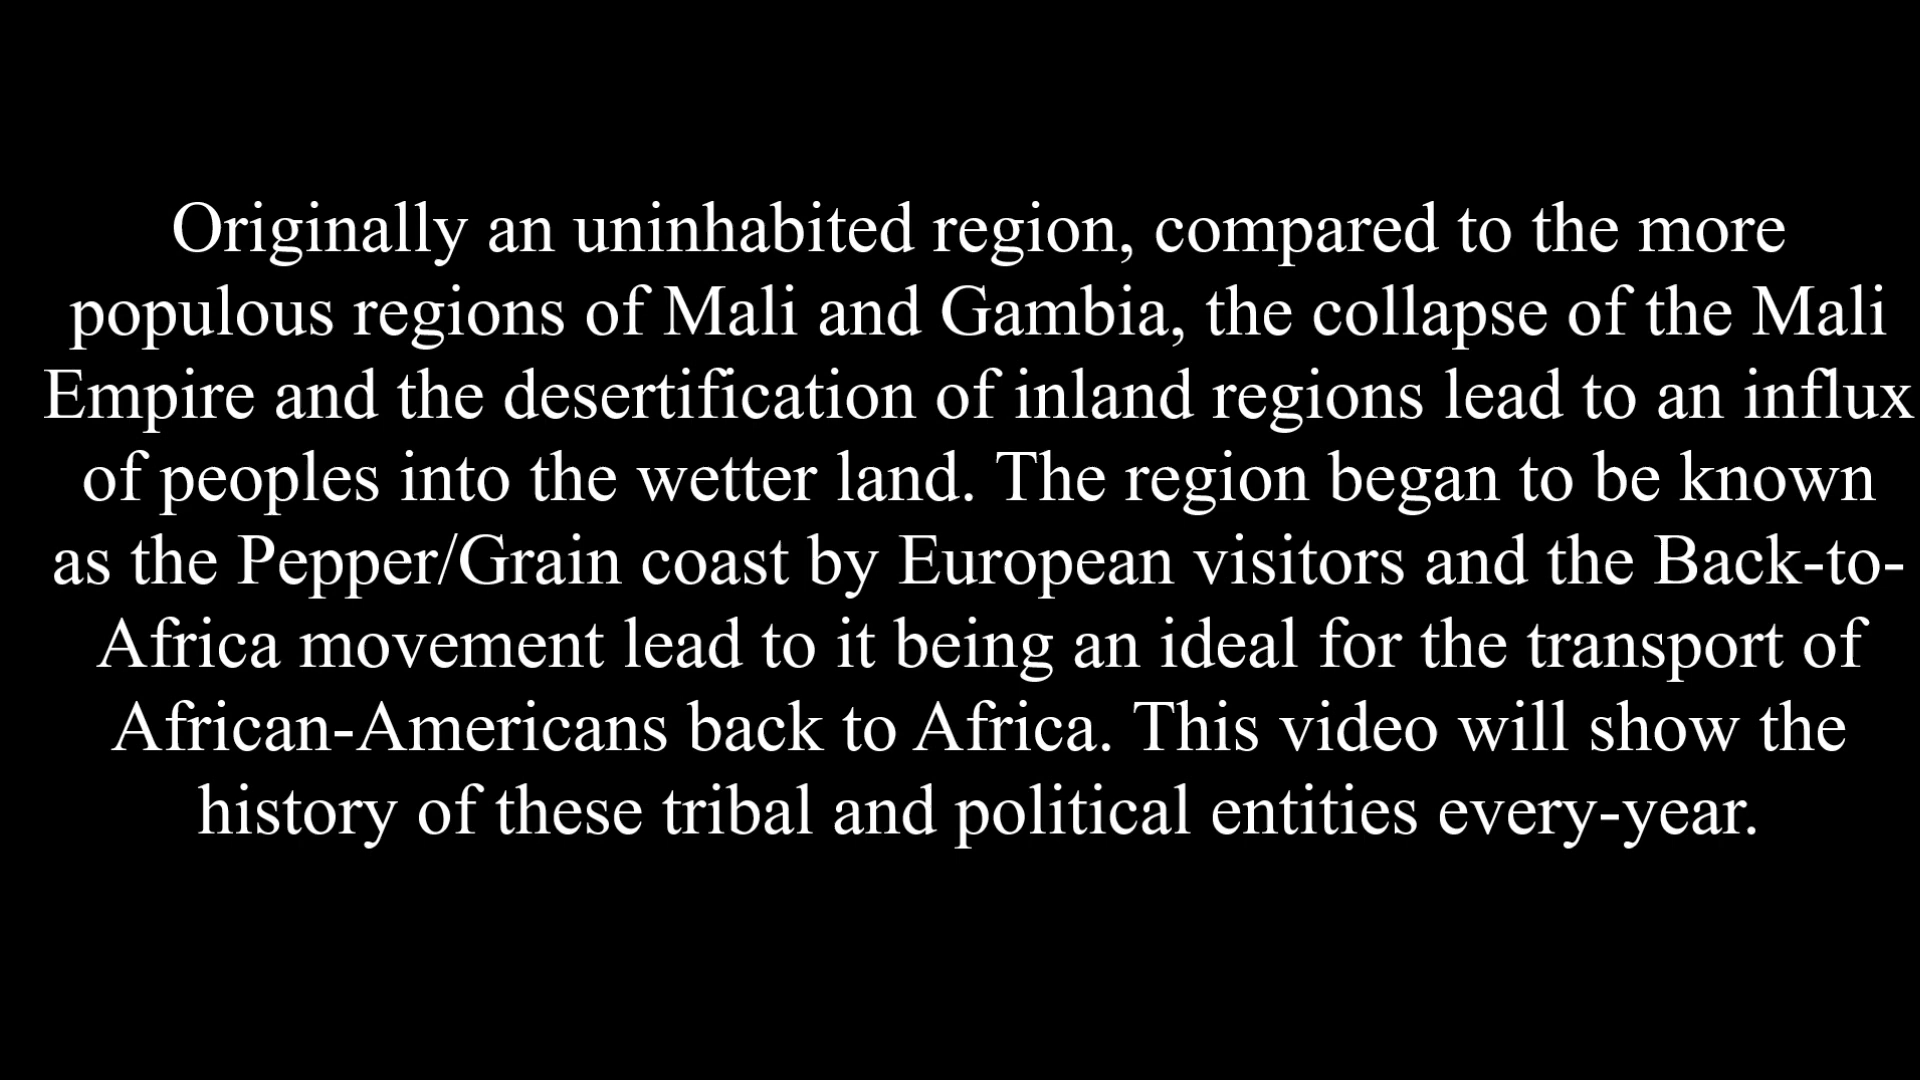 Originally an uninhabited region, compared to the more
populous regions of Mali and Gambia, the collapse of the Mali
Empire and the desertification of inland regions lead to an influx
of peoples into the wetter land. The region began to be known
as the Pepper/Grain coast by European visitors and the Back-to-
Africa movement lead to it being an ideal for the transport of
African-Americans back to Africa. This video will show the
history of these tribal and political entities every-year.